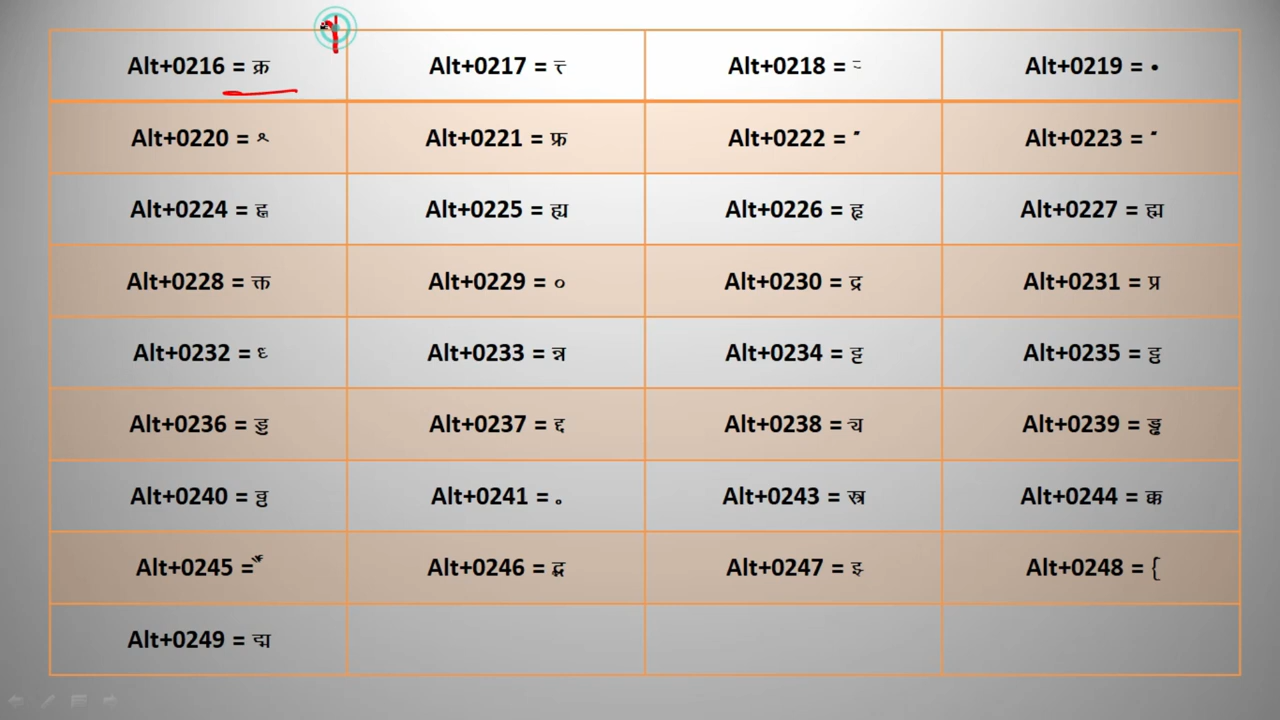 Alt+0216 = क्र Alt+0217 = Alt+0218 = Alt+0219 = •
Alt+0220 = Alt+0221 = फ्र Alt+0222 = Alt+0223 =
Alt+0224 = Alt+0225 = ह्य Alt+0226 = हृ Alt+0227 = ह्म
Alt+0228 = क्त Alt+0229 = ० Alt+0230 = द्र Alt+0231 = प्र
Alt+0232 = Alt+0233 = न्न Alt+0234 = ट्ट Alt+0235 =
Alt+0236 = Alt+0237 = द्द Alt+0238 = Alt+0239 =
Alt+0240 = Alt+0241 = Alt+0243 = स्त्र Alt+0244 = क्क
Alt+0245 = Alt+0246 = Alt+0247 = Alt+0248 = {
Alt+0249 = द्म